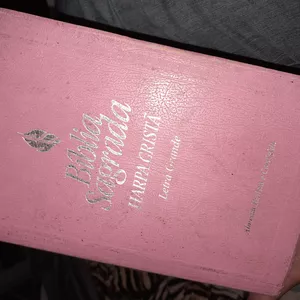 Bíblia
Sagrada
HARPA CRISTÃ
Letra Grande